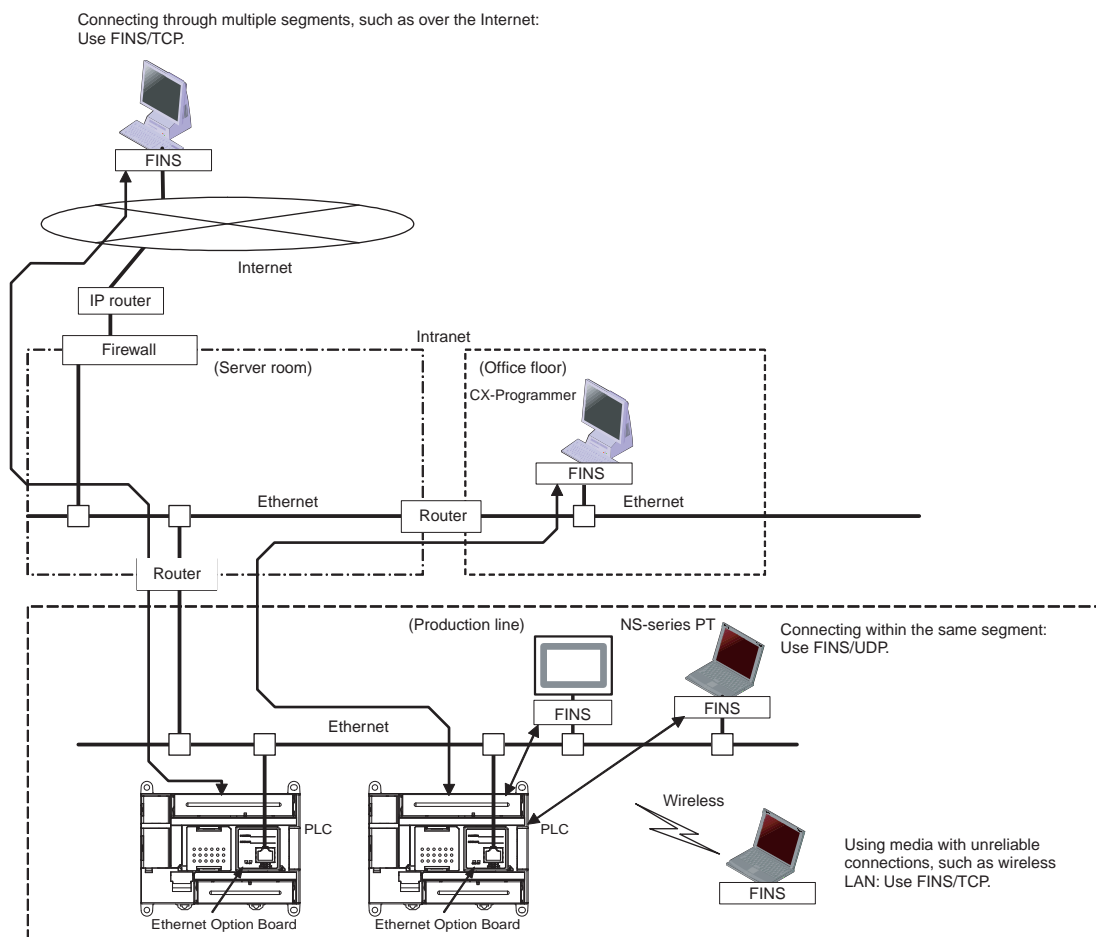 Connecting through multiple segments, such as over the Internet:
Use FINS/TCP.
FINS
Internet
IP router
Firewall
Intranet
(Server room)
(Office floor)
CX-Programmer
FINS
Ethernet
Router
Ethernet
Router
(Production line)
NS-series PT
Connecting within the same segment:
Use FINS/UDP.
FINS
FINS
Ethernet
PLC
PLC
Wireless
Using media with unreliable
connections, such as wireless
LAN: Use FINS/TCP.
FINS
Ethernet Option Board
Ethernet Option Board